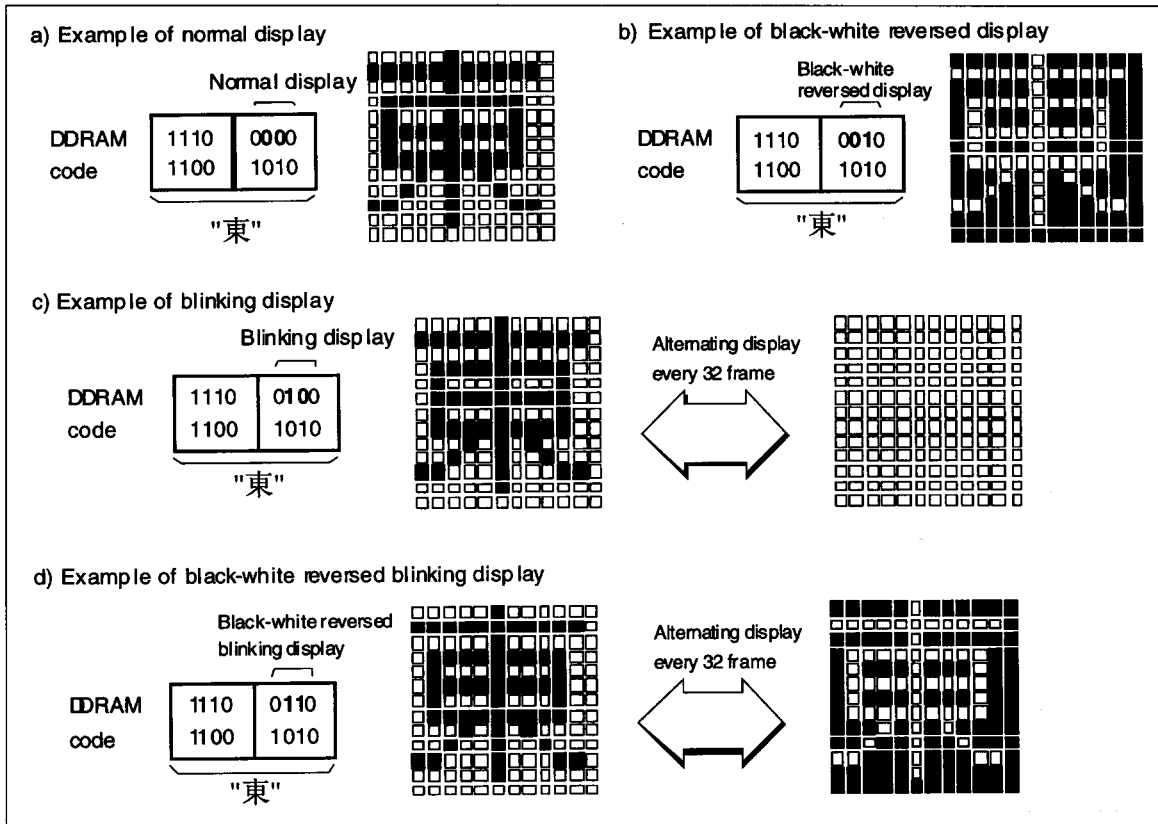 a) Example of normal display
Normal display
DDRAM 1110 0000
code 1100 1010
"東"
b) Example of black-white reversed display
Black-white
reversed display
DDRAM 1110 0010
code 1100 1010
"東"
c) Example of blinking display
Blinking display
DDRAM 1110 0100
code 1100 1010
"東"
Alternating display
every 32 frame
d) Example of black-white reversed blinking display
Black-white reversed
blinking display
DDRAM 1110 0110
code 1100 1010
"東"
Alternating display
every 32 frame